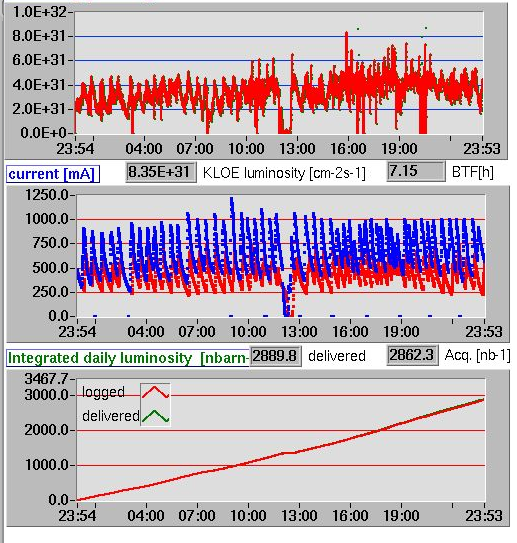 1.0E+32
8.0E+31
6.0E+31
4.0E+31
2.0E+31
0.0E+0
23:54 04:00 07:00 10:00 13:00 16:00 19:00 23:53
current [mA] 8.35E+31 KLOE luminosity [cm-2s-1] 7.15 BTF[h]
1250.0
1000.0
750.0
500.0
250.0
0.0
23:54 04:00 07:00 10:00 13:00 16:00 19:00 23:53
Integrated daily luminosity [nbarn- 2889.8 delivered 2862.3 Acq. [nb-1]
3467.7
3000.0
logged
delivered
2000.0
1000.0
0.0
23:54 04:00 07:00 10:00 13:00 16:00 19:00 23:53